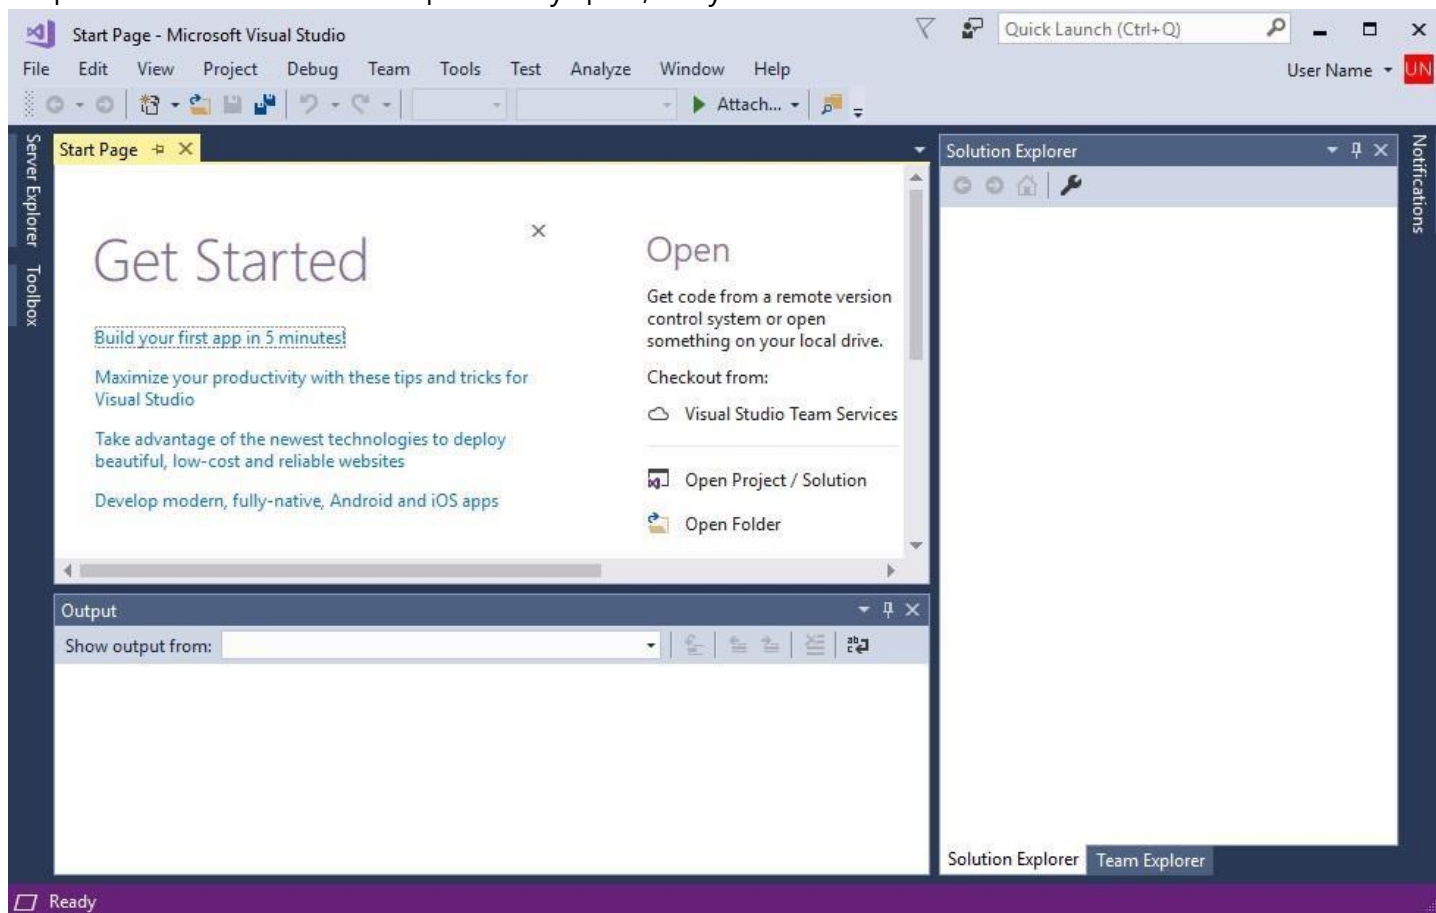 Start Page - Microsoft Visual Studio
Quick Launch (Ctrl+Q)
File Edit View Project Debug Team Tools Test Analyze Window Help
User Name UN
Attach...
Server Explorer
Toolbox
Start Page
Get Started
Build your first app in 5 minutes!
Maximize your productivity with these tips and tricks for
Visual Studio
Take advantage of the newest technologies to deploy
beautiful, low-cost and reliable websites
Develop modern, fully-native, Android and iOS apps
Open
Get code from a remote version
control system or open
something on your local drive.
Checkout from:
Visual Studio Team Services
Open Project / Solution
Open Folder
Output
Show output from:
Solution Explorer
Solution Explorer Team Explorer
Notifications
Ready